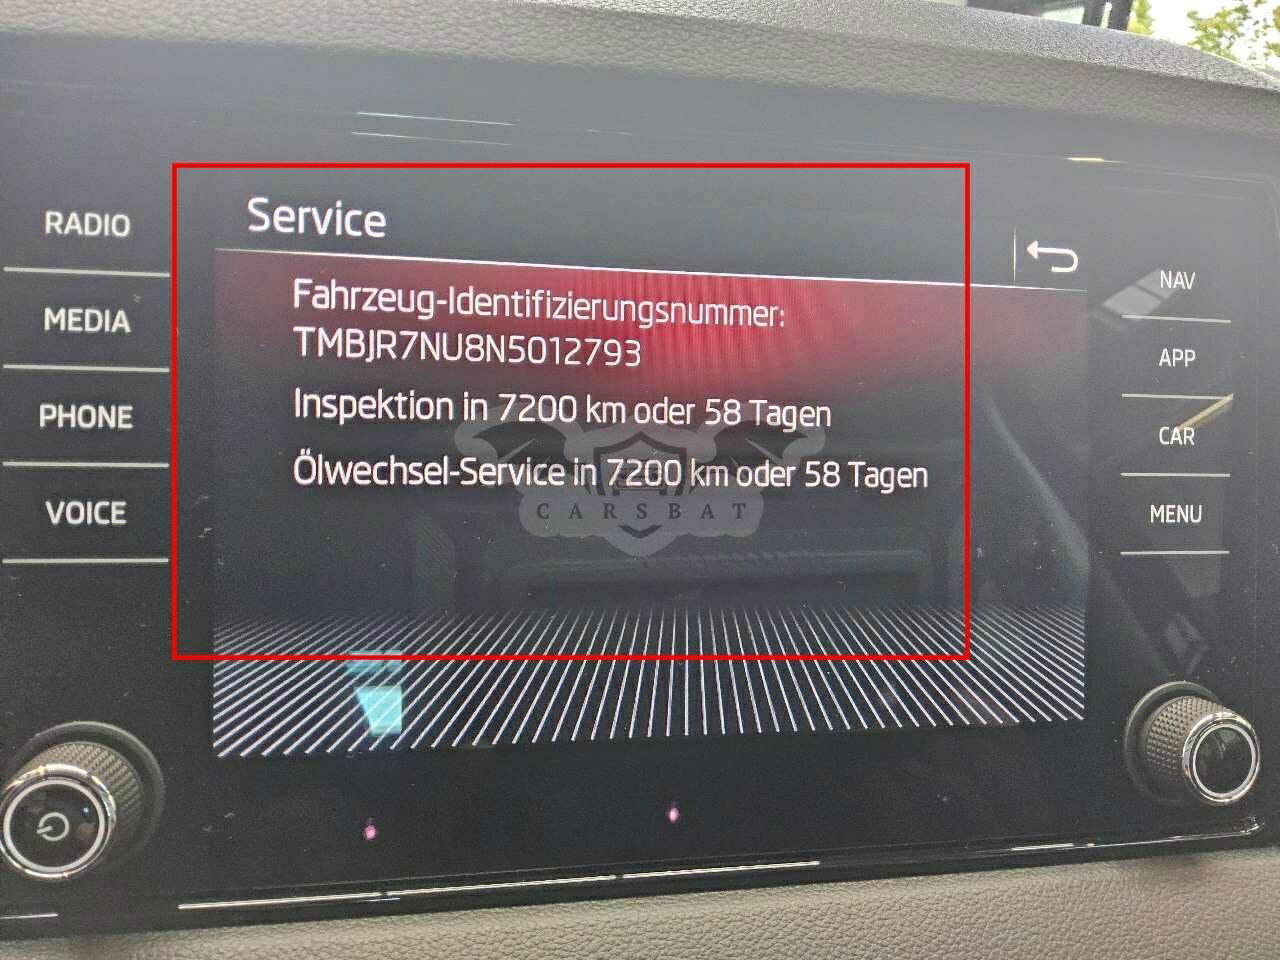 Service
Fahrzeug-Identifizierungsnummer:
TMBJR7NU8N5012793
Inspektion in 7200 km oder 58 Tagen
Ölwechsel-Service in 7200 km oder 58 Tagen
CARSBAT
RADIO
MEDIA
PHONE
VOICE
NAV
APP
CAR
MENU